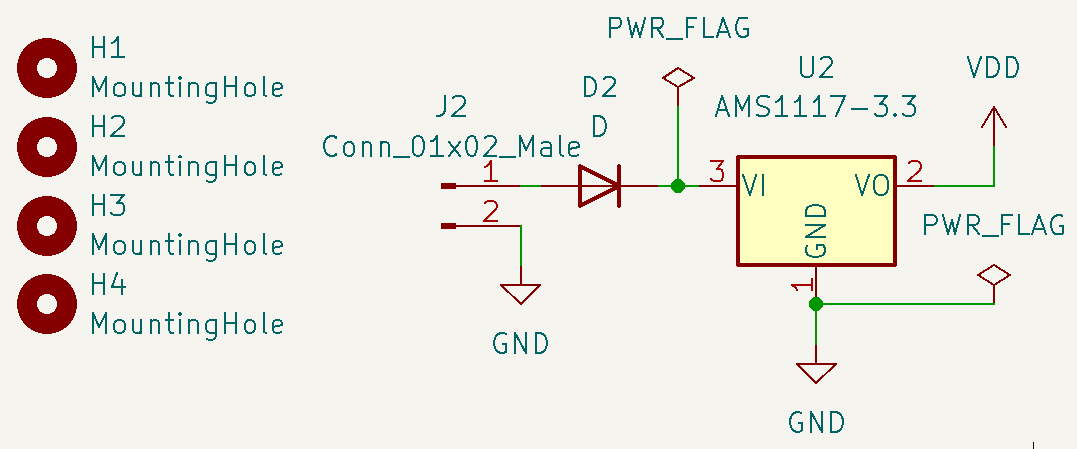 H1
MountingHole
H2
MountingHole
H3
MountingHole
H4
MountingHole
J2
Conn_01x02_Male
1
2
GND
D2
D
PWR_FLAG
U2
AMS1117-3.3
3
VI
VO
2
GND
1
GND
VDD
PWR_FLAG